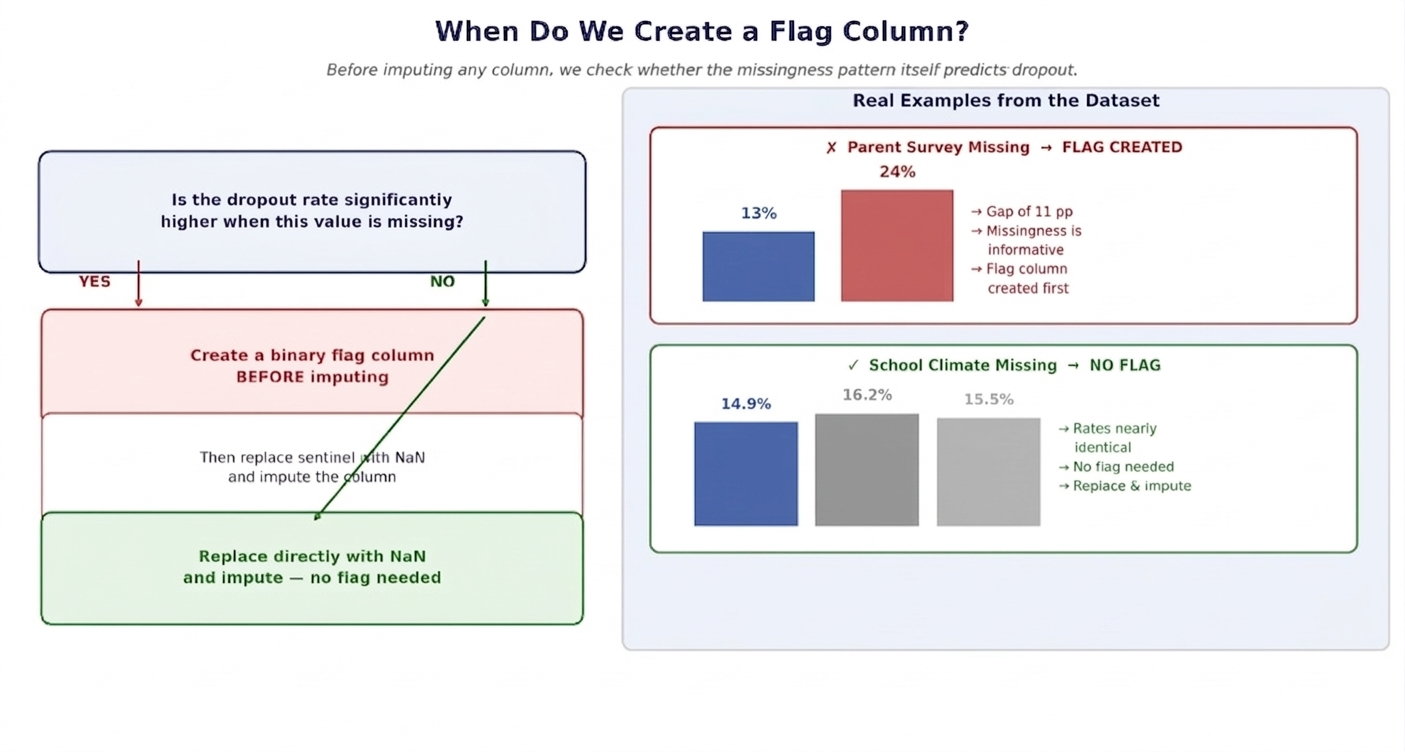 When Do We Create a Flag Column?
Before imputing any column, we check whether the missingness pattern itself predicts dropout.
Is the dropout rate significantly
higher when this value is missing?
YES
NO
Create a binary flag column
BEFORE imputing
Then replace sentinel with NaN
and impute the column
Replace directly with NaN
and impute — no flag needed
Real Examples from the Dataset
✗ Parent Survey Missing → FLAG CREATED
24%
13%
→ Gap of 11 pp
→ Missingness is
informative
→ Flag column
created first
✓ School Climate Missing → NO FLAG
14.9%
16.2%
15.5%
→ Rates nearly
identical
→ No flag needed
→ Replace & impute